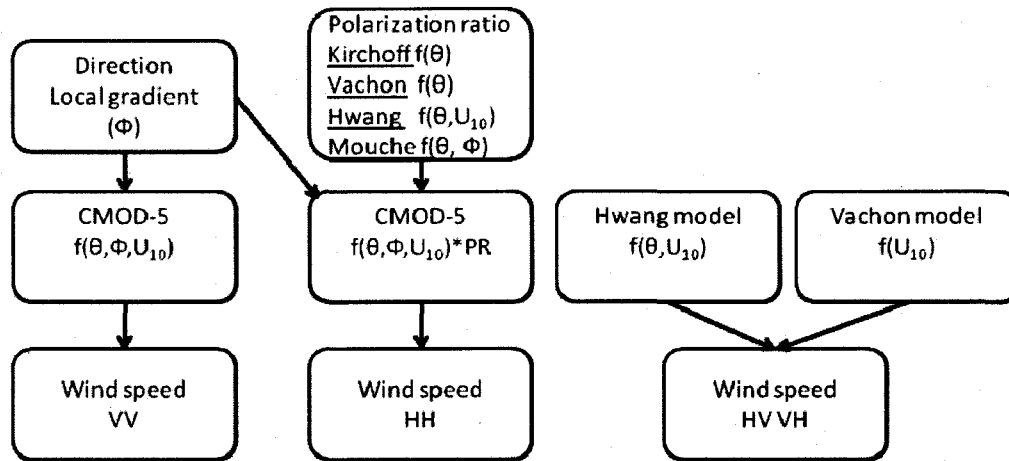 Direction
Local gradient
(Φ)
Polarization ratio
Kirchoff f(θ)
Vachon f(θ)
Hwang f(θ,U₁₀)
Mouche f(θ, Φ)
CMOD-5
f(θ,Φ,U₁₀)
CMOD-5
f(θ,Φ,U₁₀)*PR
Hwang model
f(θ,U₁₀)
Vachon model
f(U₁₀)
Wind speed
VV
Wind speed
HH
Wind speed
HV VH